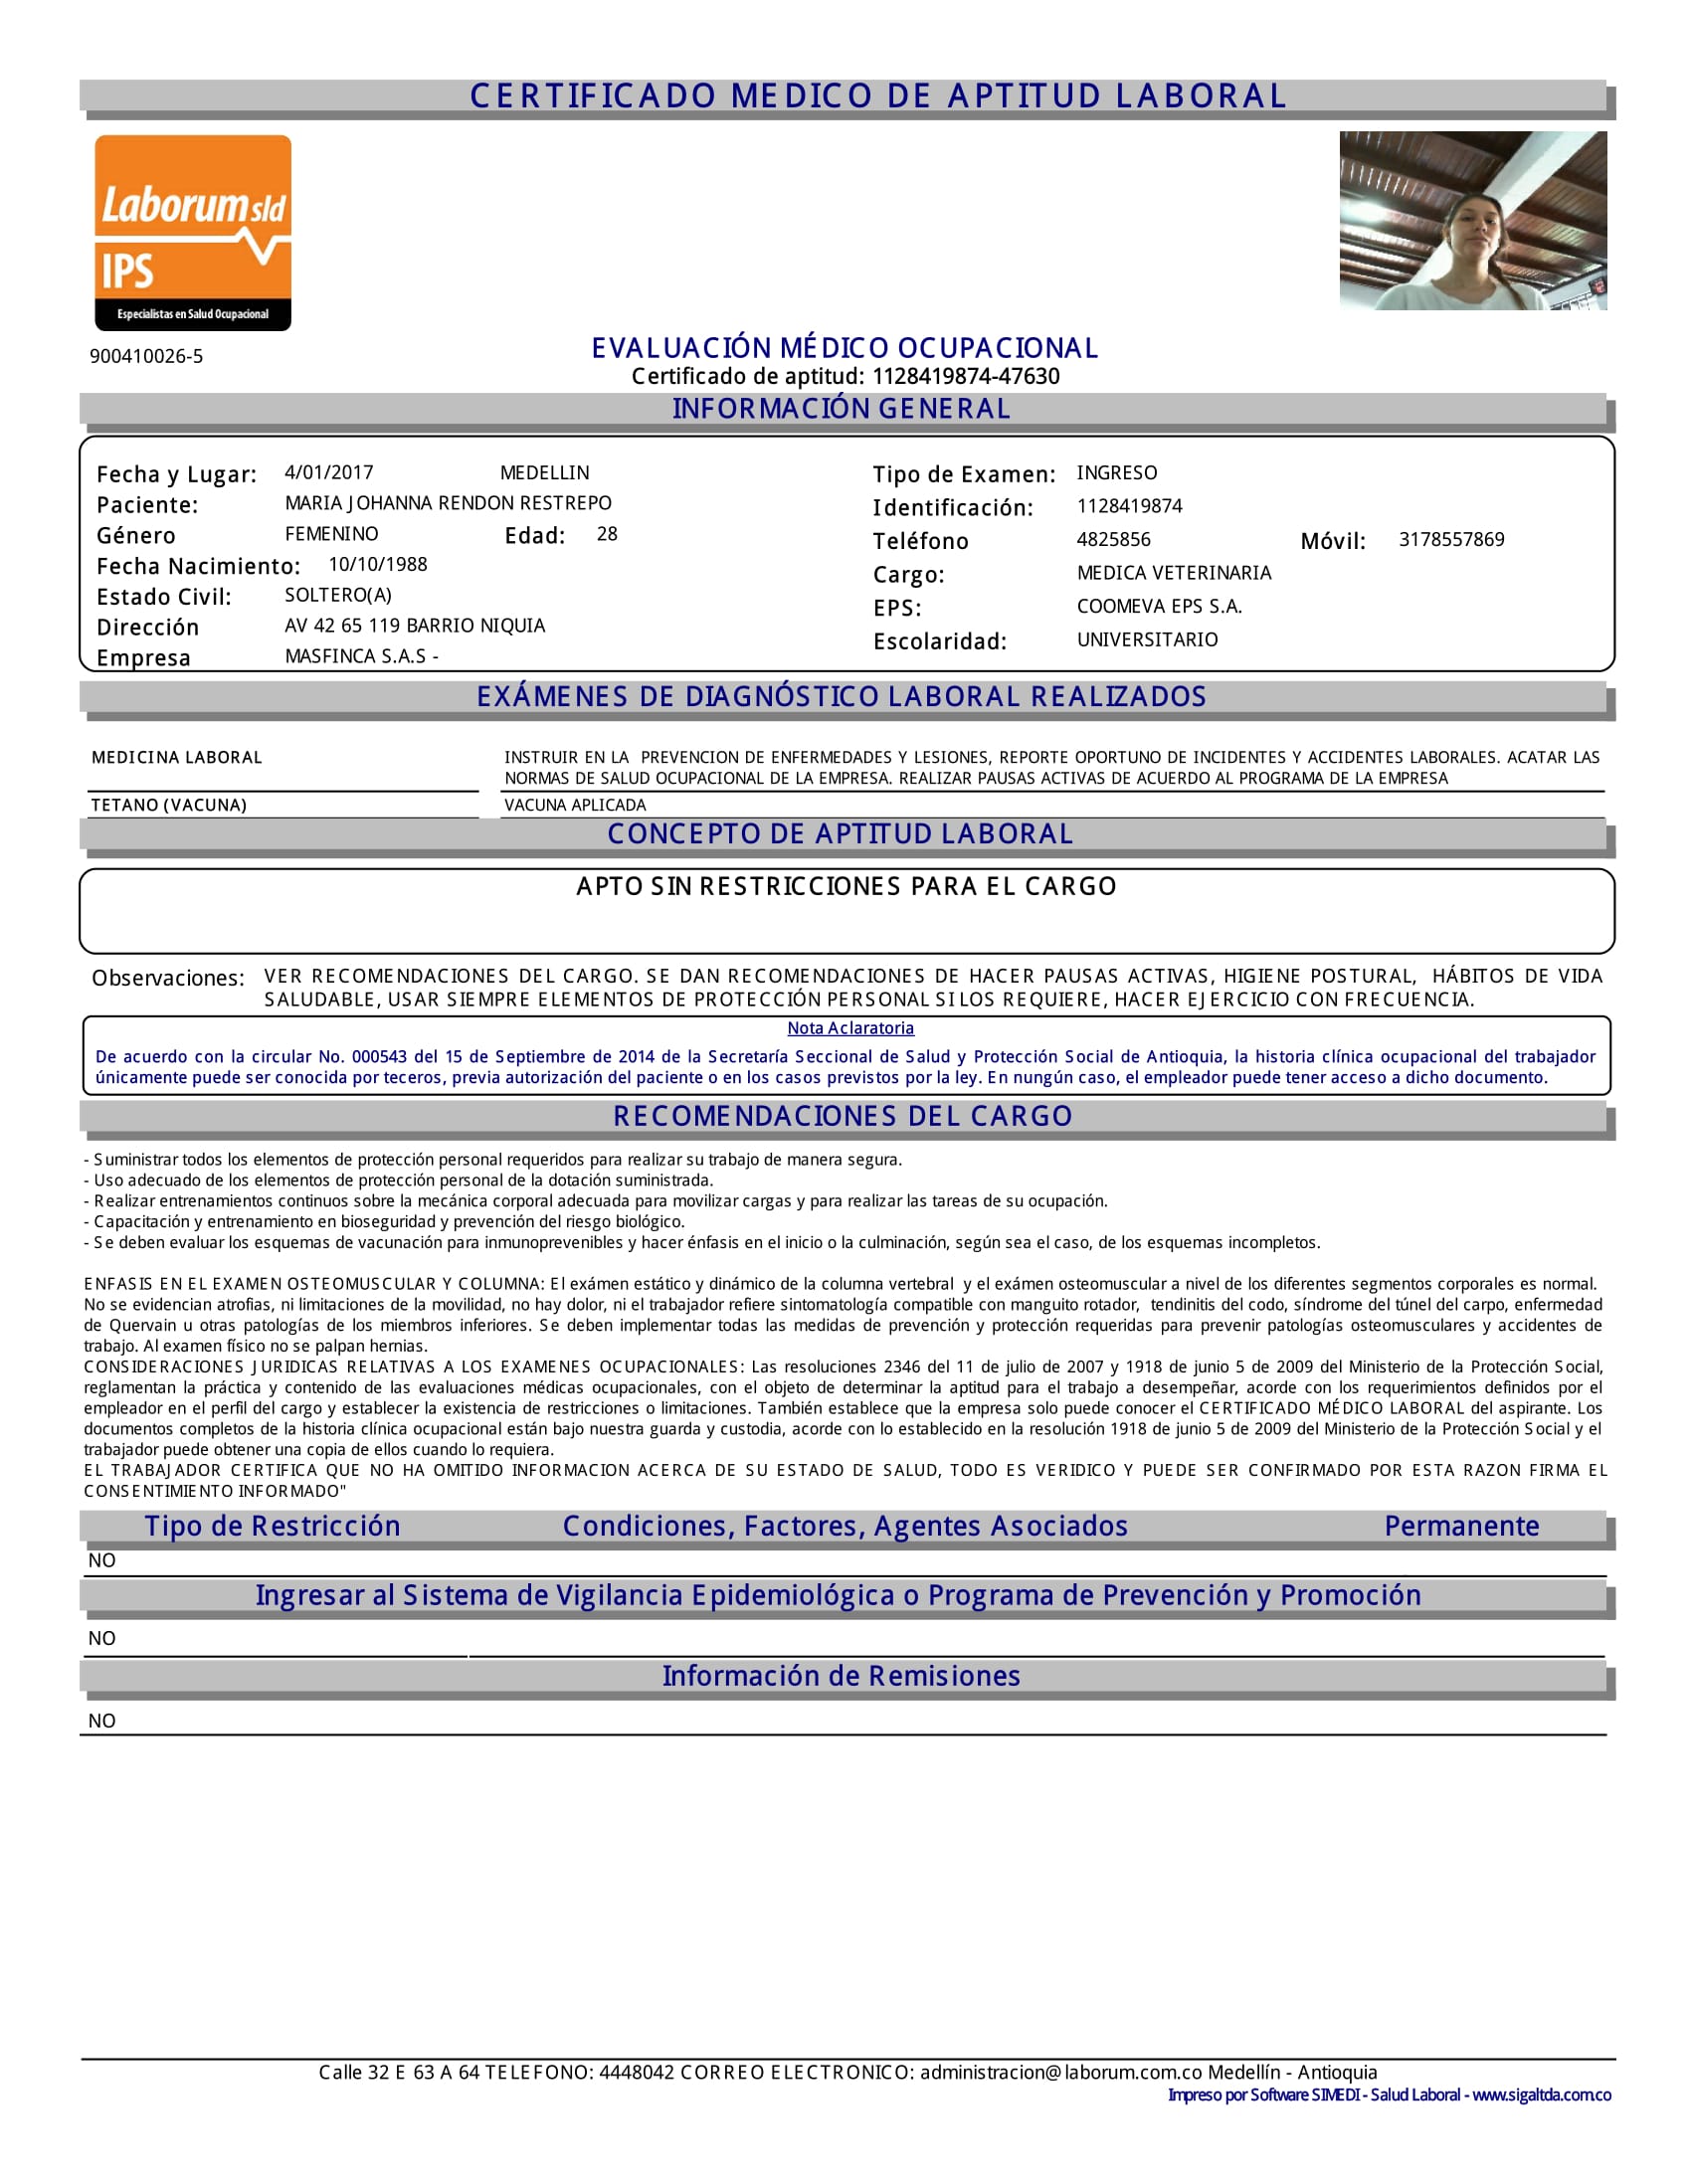 CERTIFICADO MEDICO DE APTITUD LABORAL
Laborum sld
IPS
Especialistas en Salud Ocupacional
900410026-5
EVALUACIÓN MÉDICO OCUPACIONAL
Certificado de aptitud: 1128419874-47630
INFORMACIÓN GENERAL
Fecha y Lugar: 4/01/2017 MEDELLIN Tipo de Examen: INGRESO
Paciente: MARIA JOHANNA RENDON RESTREPO Identificación: 1128419874
Género FEMENINO Edad: 28 Teléfono 4825856 Móvil: 3178557869
Fecha Nacimiento: 10/10/1988 Cargo: MEDICA VETERINARIA
Estado Civil: SOLTERO(A) EPS: COOMEVA EPS S.A.
Dirección AV 42 65 119 BARRIO NIQUIA Escolaridad: UNIVERSITARIO
Empresa MASFINCA S.A.S -
EXÁMENES DE DIAGNÓSTICO LABORAL REALIZADOS
MEDICINA LABORAL INSTRUIR EN LA PREVENCION DE ENFERMEDADES Y LESIONES, REPORTE OPORTUNO DE INCIDENTES Y ACCIDENTES LABORALES. ACATAR LAS
NORMAS DE SALUD OCUPACIONAL DE LA EMPRESA. REALIZAR PAUSAS ACTIVAS DE ACUERDO AL PROGRAMA DE LA EMPRESA
TETANO (VACUNA) VACUNA APLICADA
CONCEPTO DE APTITUD LABORAL
APTO SIN RESTRICCIONES PARA EL CARGO
Observaciones: VER RECOMENDACIONES DEL CARGO. SE DAN RECOMENDACIONES DE HACER PAUSAS ACTIVAS, HIGIENE POSTURAL, HÁBITOS DE VIDA
SALUDABLE, USAR SIEMPRE ELEMENTOS DE PROTECCIÓN PERSONAL SI LOS REQUIERE, HACER EJERCICIO CON FRECUENCIA.
Nota Aclaratoria
De acuerdo con la circular No. 000543 del 15 de Septiembre de 2014 de la Secretaría Seccional de Salud y Protección Social de Antioquia, la historia clínica ocupacional del trabajador
únicamente puede ser conocida por teceros, previa autorización del paciente o en los casos previstos por la ley. En nungún caso, el empleador puede tener acceso a dicho documento.
RECOMENDACIONES DEL CARGO
- Suministrar todos los elementos de protección personal requeridos para realizar su trabajo de manera segura.
- Uso adecuado de los elementos de protección personal de la dotación suministrada.
- Realizar entrenamientos continuos sobre la mecánica corporal adecuada para movilizar cargas y para realizar las tareas de su ocupación.
- Capacitación y entrenamiento en bioseguridad y prevención del riesgo biológico.
- Se deben evaluar los esquemas de vacunación para inmunoprevenibles y hacer énfasis en el inicio o la culminación, según sea el caso, de los esquemas incompletos.
ENFASIS EN EL EXAMEN OSTEOMUSCULAR Y COLUMNA: El exámen estático y dinámico de la columna vertebral y el exámen osteomuscular a nivel de los diferentes segmentos corporales es normal.
No se evidencian atrofias, ni limitaciones de la movilidad, no hay dolor, ni el trabajador refiere sintomatología compatible con manguito rotador, tendinitis del codo, síndrome del túnel del carpo, enfermedad
de Quervain u otras patologías de los miembros inferiores. Se deben implementar todas las medidas de prevención y protección requeridas para prevenir patologías osteomusculares y accidentes de
trabajo. Al examen físico no se palpan hernias.
CONSIDERACIONES JURIDICAS RELATIVAS A LOS EXAMENES OCUPACIONALES: Las resoluciones 2346 del 11 de julio de 2007 y 1918 de junio 5 de 2009 del Ministerio de la Protección Social,
reglamentan la práctica y contenido de las evaluaciones médicas ocupacionales, con el objeto de determinar la aptitud para el trabajo a desempeñar, acorde con los requerimientos definidos por el
empleador en el perfil del cargo y establecer la existencia de restricciones o limitaciones. También establece que la empresa solo puede conocer el CERTIFICADO MÉDICO LABORAL del aspirante. Los
documentos completos de la historia clínica ocupacional están bajo nuestra guarda y custodia, acorde con lo establecido en la resolución 1918 de junio 5 de 2009 del Ministerio de la Protección Social y el
trabajador puede obtener una copia de ellos cuando lo requiera.
EL TRABAJADOR CERTIFICA QUE NO HA OMITIDO INFORMACION ACERCA DE SU ESTADO DE SALUD, TODO ES VERIDICO Y PUEDE SER CONFIRMADO POR ESTA RAZON FIRMA EL
CONSENTIMIENTO INFORMADO"
Tipo de Restricción Condiciones, Factores, Agentes Asociados Permanente
NO
Ingresar al Sistema de Vigilancia Epidemiológica o Programa de Prevención y Promoción
NO
Información de Remisiones
NO
Calle 32 E 63 A 64 TELEFONO: 4448042 CORREO ELECTRONICO: administracion@laborum.com.co Medellín - Antioquia
Impreso por Software SIMEDI - Salud Laboral - www.sigaltda.com.co